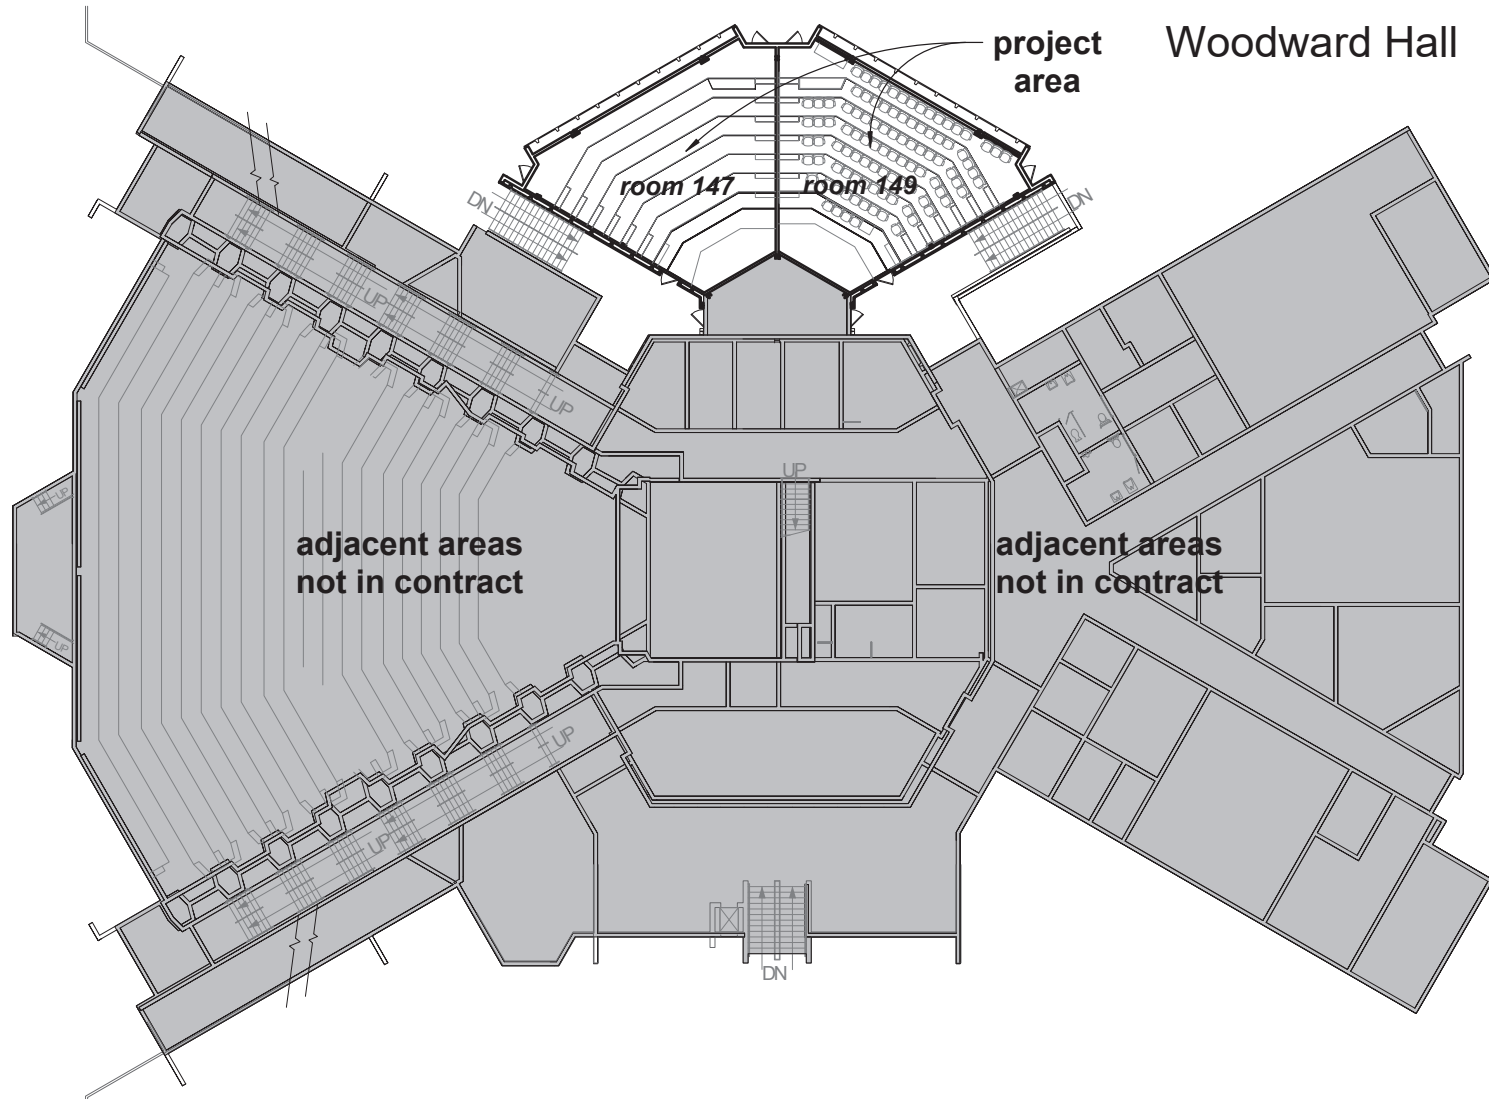 Woodward Hall
project
area
room 147
room 149
DN
DN
UP
UP
UP
UP
UP
adjacent areas
not in contract
adjacent areas
not in contract
UP
UP
DN